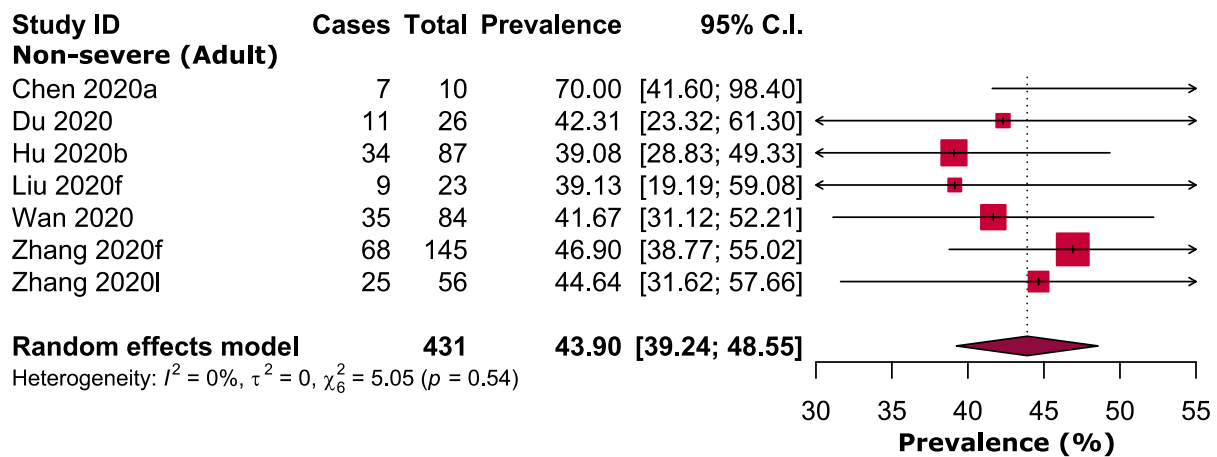 Study ID Cases Total Prevalence 95% C.I.
Non-severe (Adult)
Chen 2020a 7 10 70.00 [41.60; 98.40]
Du 2020 11 26 42.31 [23.32; 61.30]
Hu 2020b 34 87 39.08 [28.83; 49.33]
Liu 2020f 9 23 39.13 [19.19; 59.08]
Wan 2020 35 84 41.67 [31.12; 52.21]
Zhang 2020f 68 145 46.90 [38.77; 55.02]
Zhang 2020l 25 56 44.64 [31.62; 57.66]
Random effects model 431 43.90 [39.24; 48.55]
Heterogeneity: I² = 0%, τ² = 0, χ²₆ = 5.05 (p = 0.54)
30 35 40 45 50 55
Prevalence (%)